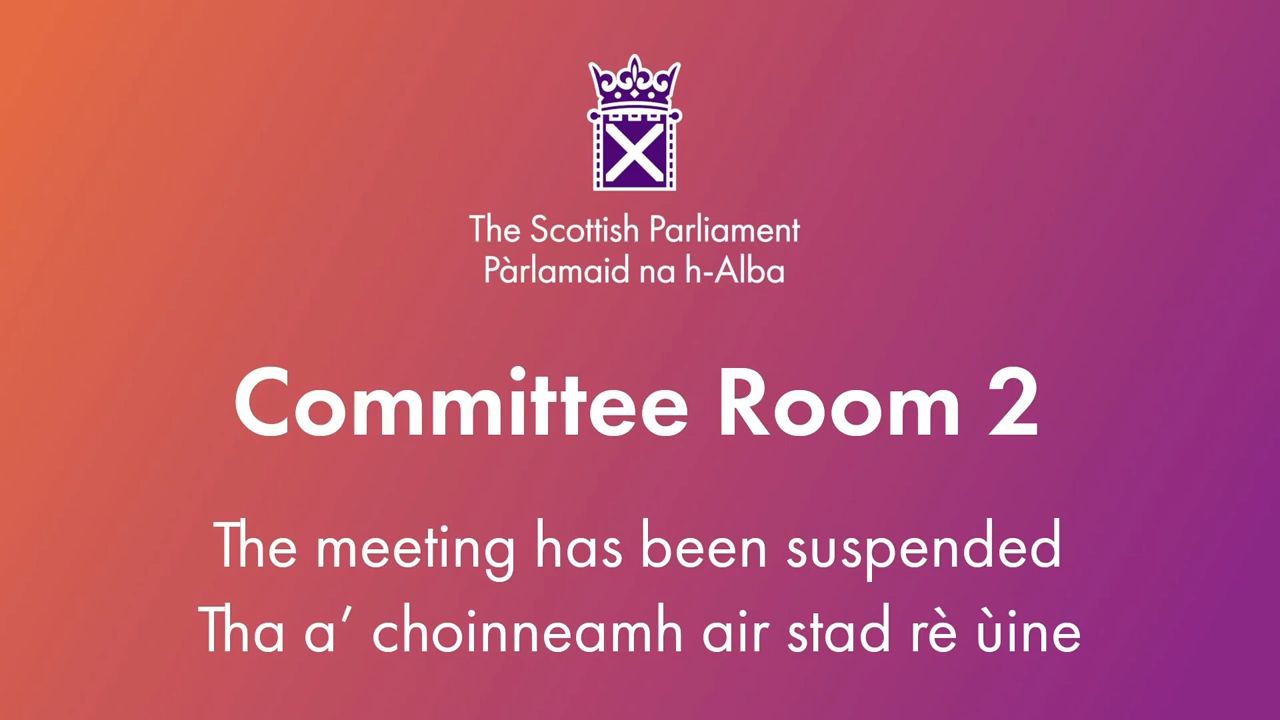 The Scottish Parliament
Pàrlamaid na h-Alba
Committee Room 2
The meeting has been suspended
Tha a’ choinneamh air stad rè ùine